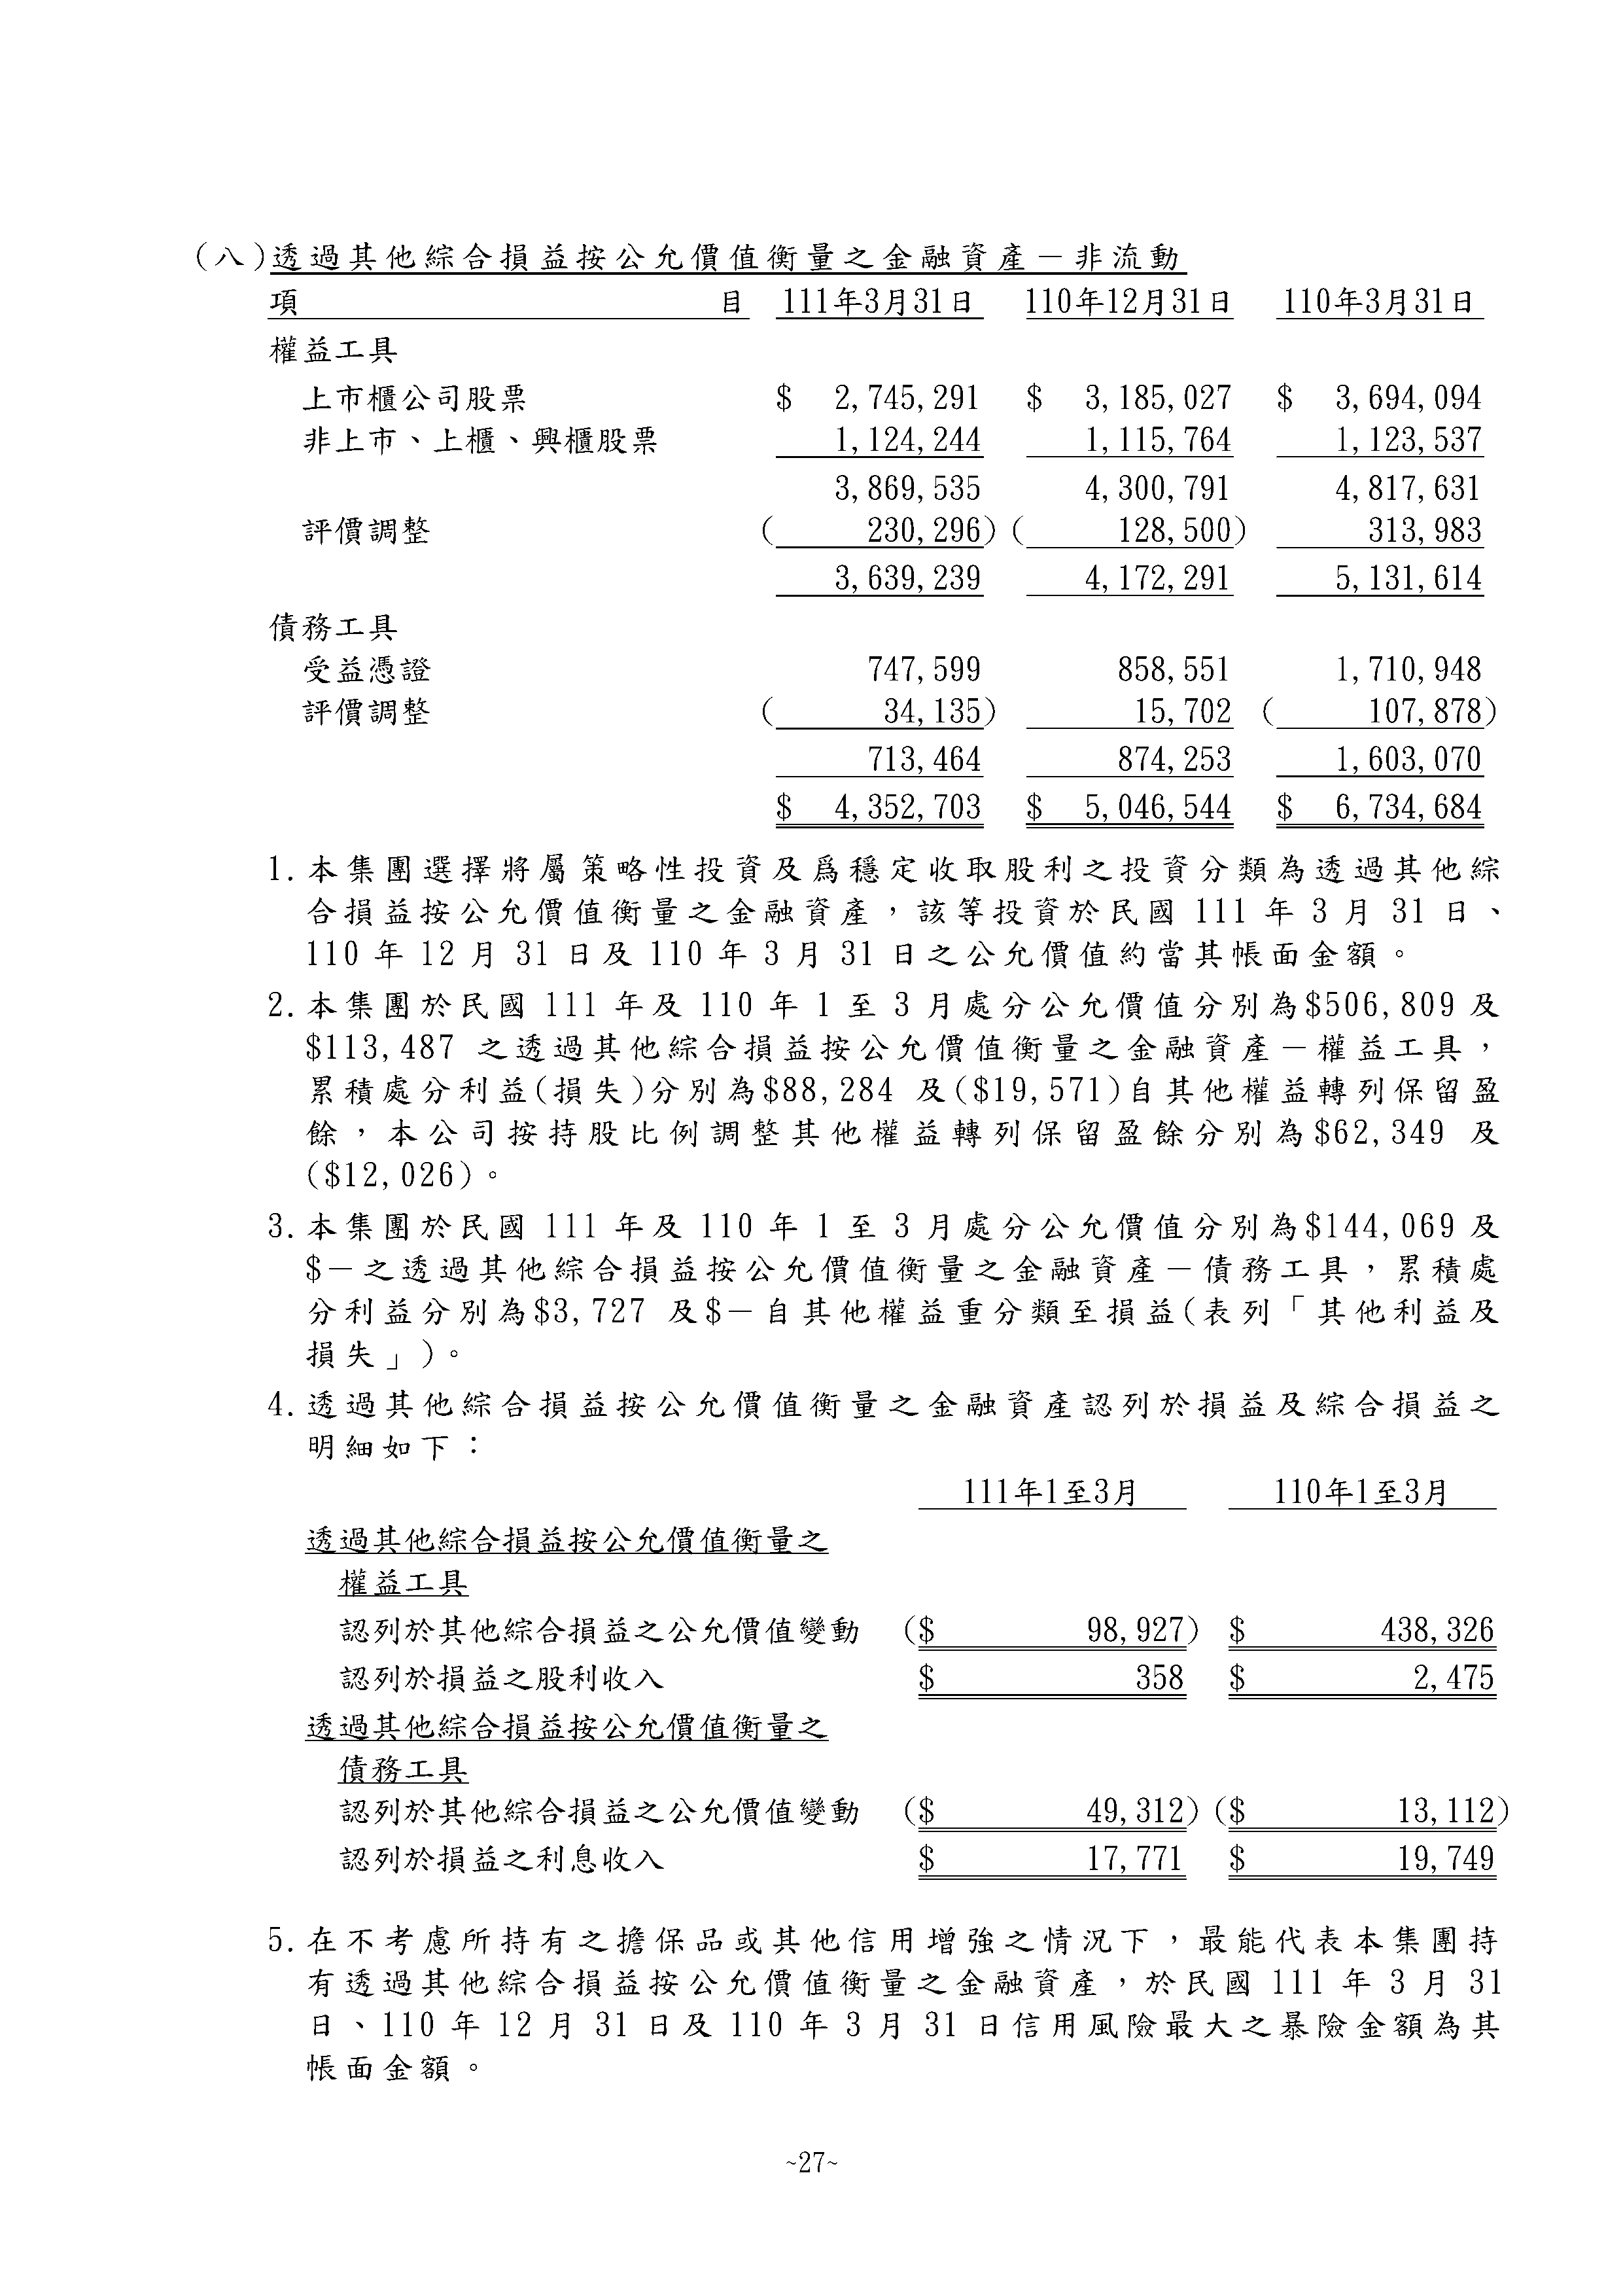 (八)透過其他綜合損益按公允價值衡量之金融資產－非流動
項 目 111年3月31日 110年12月31日 110年3月31日
權益工具
上市櫃公司股票 $ 2,745,291 $ 3,185,027 $ 3,694,094
非上市、上櫃、興櫃股票 1,124,244 1,115,764 1,123,537
3,869,535 4,300,791 4,817,631
評價調整 ( 230,296) ( 128,500) 313,983
3,639,239 4,172,291 5,131,614
債務工具
受益憑證 747,599 858,551 1,710,948
評價調整 ( 34,135) 15,702 ( 107,878)
713,464 874,253 1,603,070
$ 4,352,703 $ 5,046,544 $ 6,734,684
1.本集團選擇將屬策略性投資及爲穩定收取股利之投資分類為透過其他綜
合損益按公允價值衡量之金融資產，該等投資於民國 111 年 3 月 31 日、
110 年 12 月 31 日及 110 年 3 月 31 日之公允價值約當其帳面金額。
2.本集團於民國 111 年及 110 年 1 至 3 月處分公允價值分別為$506,809 及
$113,487 之透過其他綜合損益按公允價值衡量之金融資產－權益工具，
累積處分利益(損失)分別為$88,284 及($19,571)自其他權益轉列保留盈
餘，本公司按持股比例調整其他權益轉列保留盈餘分別為$62,349 及
($12,026)。
3.本集團於民國 111 年及 110 年 1 至 3 月處分公允價值分別為$144,069 及
$－之透過其他綜合損益按公允價值衡量之金融資產－債務工具，累積處
分利益分別為$3,727 及$－自其他權益重分類至損益(表列「其他利益及
損失」)。
4.透過其他綜合損益按公允價值衡量之金融資產認列於損益及綜合損益之
明細如下：
111年1至3月 110年1至3月
透過其他綜合損益按公允價值衡量之
權益工具
認列於其他綜合損益之公允價值變動 ($ 98,927) $ 438,326
認列於損益之股利收入 $ 358 $ 2,475
透過其他綜合損益按公允價值衡量之
債務工具
認列於其他綜合損益之公允價值變動 ($ 49,312) ($ 13,112)
認列於損益之利息收入 $ 17,771 $ 19,749
5.在不考慮所持有之擔保品或其他信用增強之情況下，最能代表本集團持
有透過其他綜合損益按公允價值衡量之金融資產，於民國 111 年 3 月 31
日、110 年 12 月 31 日及 110 年 3 月 31 日信用風險最大之暴險金額為其
帳面金額。
~27~